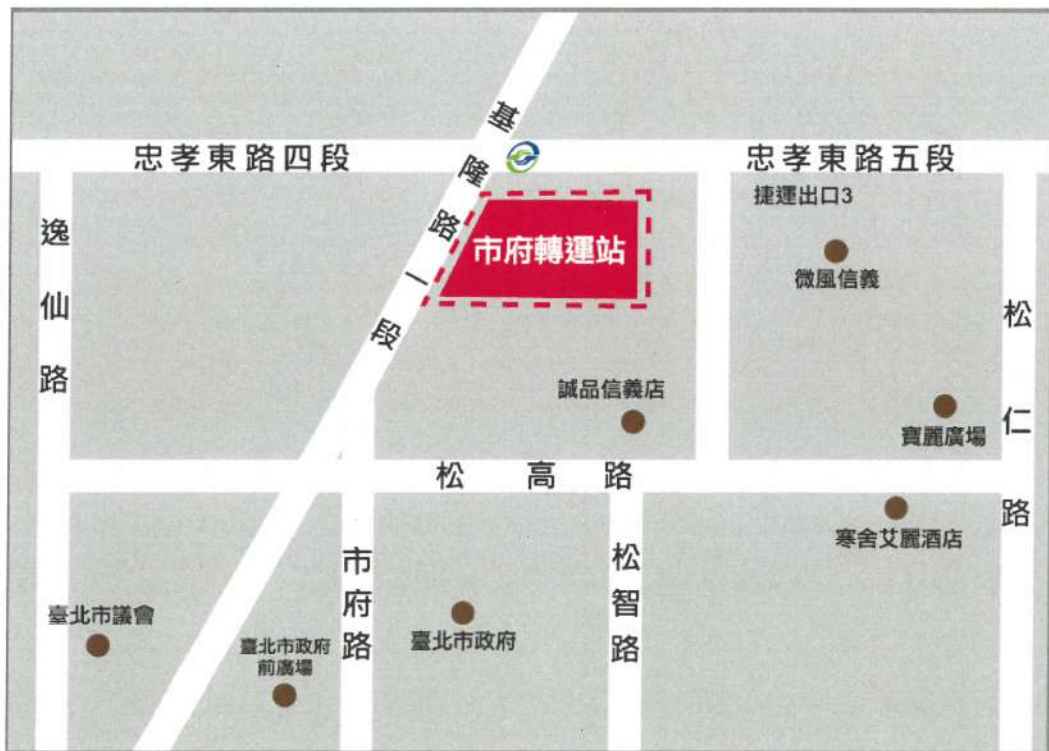 基隆路一段
忠孝東路四段
忠孝東路五段
捷運出口3
逸仙路
市府轉運站
微風信義
松仁路
誠品信義店
寶麗廣場
松高路
寒舍艾麗酒店
市府路
松智路
臺北市議會
臺北市政府
前廣場
臺北市政府